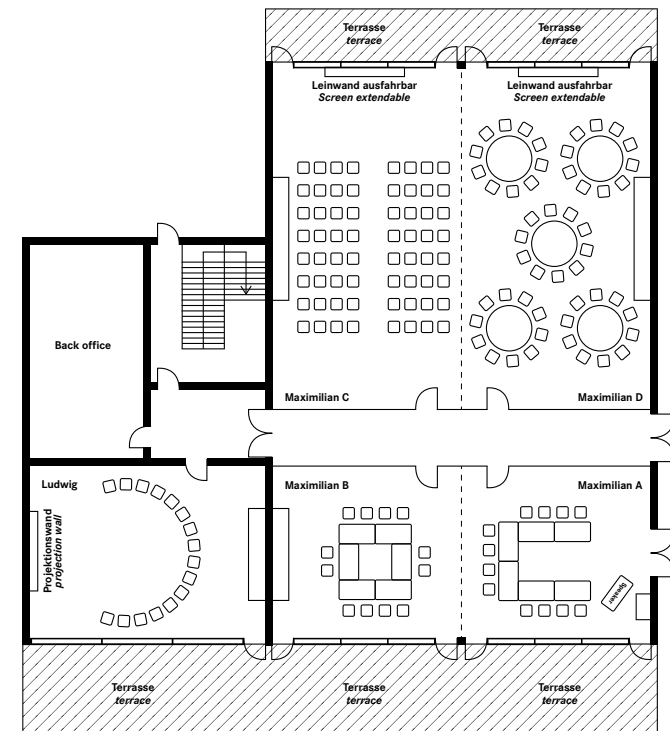 Terrasse
terrace
Terrasse
terrace
Leinwand ausfahrbar
Screen extendable
Leinwand ausfahrbar
Screen extendable
Back office
Maximilian C
Maximilian D
Ludwig
Maximilian B
Maximilian A
Projektionswand
projection wall
Speaker
Terrasse
terrace
Terrasse
terrace
Terrasse
terrace